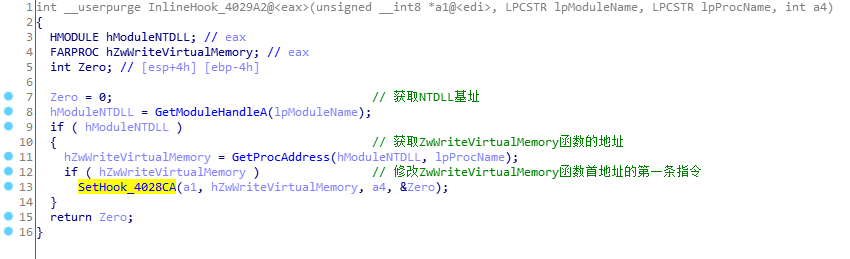 1 int __userpurge InlineHook_4029A2@<eax>(unsigned __int8 *a1@<edi>, LPCSTR lpModuleName, LPCSTR lpProcName, int a4)
2 {
3 HMODULE hModuleNTDLL; // eax
4 FARPROC hZwWriteVirtualMemory; // eax
5 int Zero; // [esp+4h] [ebp-4h]
6
7 Zero = 0; // 获取NTDLL基址
8 hModuleNTDLL = GetModuleHandleA(lpModuleName);
9 if ( hModuleNTDLL )
10 { // 获取ZwWriteVirtualMemory函数的地址
11 hZwWriteVirtualMemory = GetProcAddress(hModuleNTDLL, lpProcName);
12 if ( hZwWriteVirtualMemory ) // 修改ZwWriteVirtualMemory函数首地址的第一条指令
13 SetHook_4028CA(a1, hZwWriteVirtualMemory, a4, &Zero);
14 }
15 return Zero;
16 }